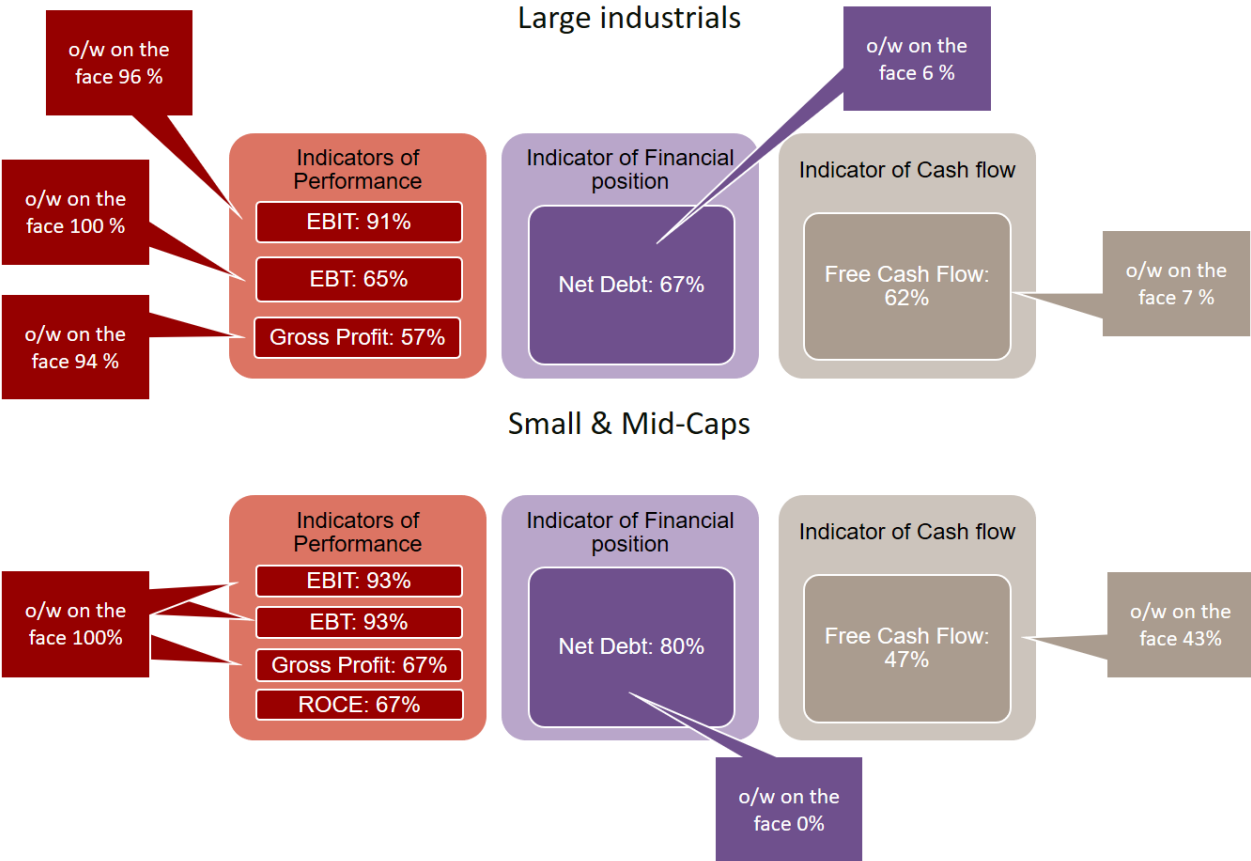 Large industrials
o/w on the
face 96 %
o/w on the
face 6 %
o/w on the
face 100 %
o/w on the
face 94 %
Indicators of
Performance
EBIT: 91%
EBT: 65%
Gross Profit: 57%
Indicator of Financial
position
Net Debt: 67%
Indicator of Cash flow
Free Cash Flow:
62%
o/w on the
face 7 %
Small & Mid-Caps
o/w on the
face 100%
Indicators of
Performance
EBIT: 93%
EBT: 93%
Gross Profit: 67%
ROCE: 67%
Indicator of Financial
position
Net Debt: 80%
Indicator of Cash flow
Free Cash Flow:
47%
o/w on the
face 43%
o/w on the
face 0%